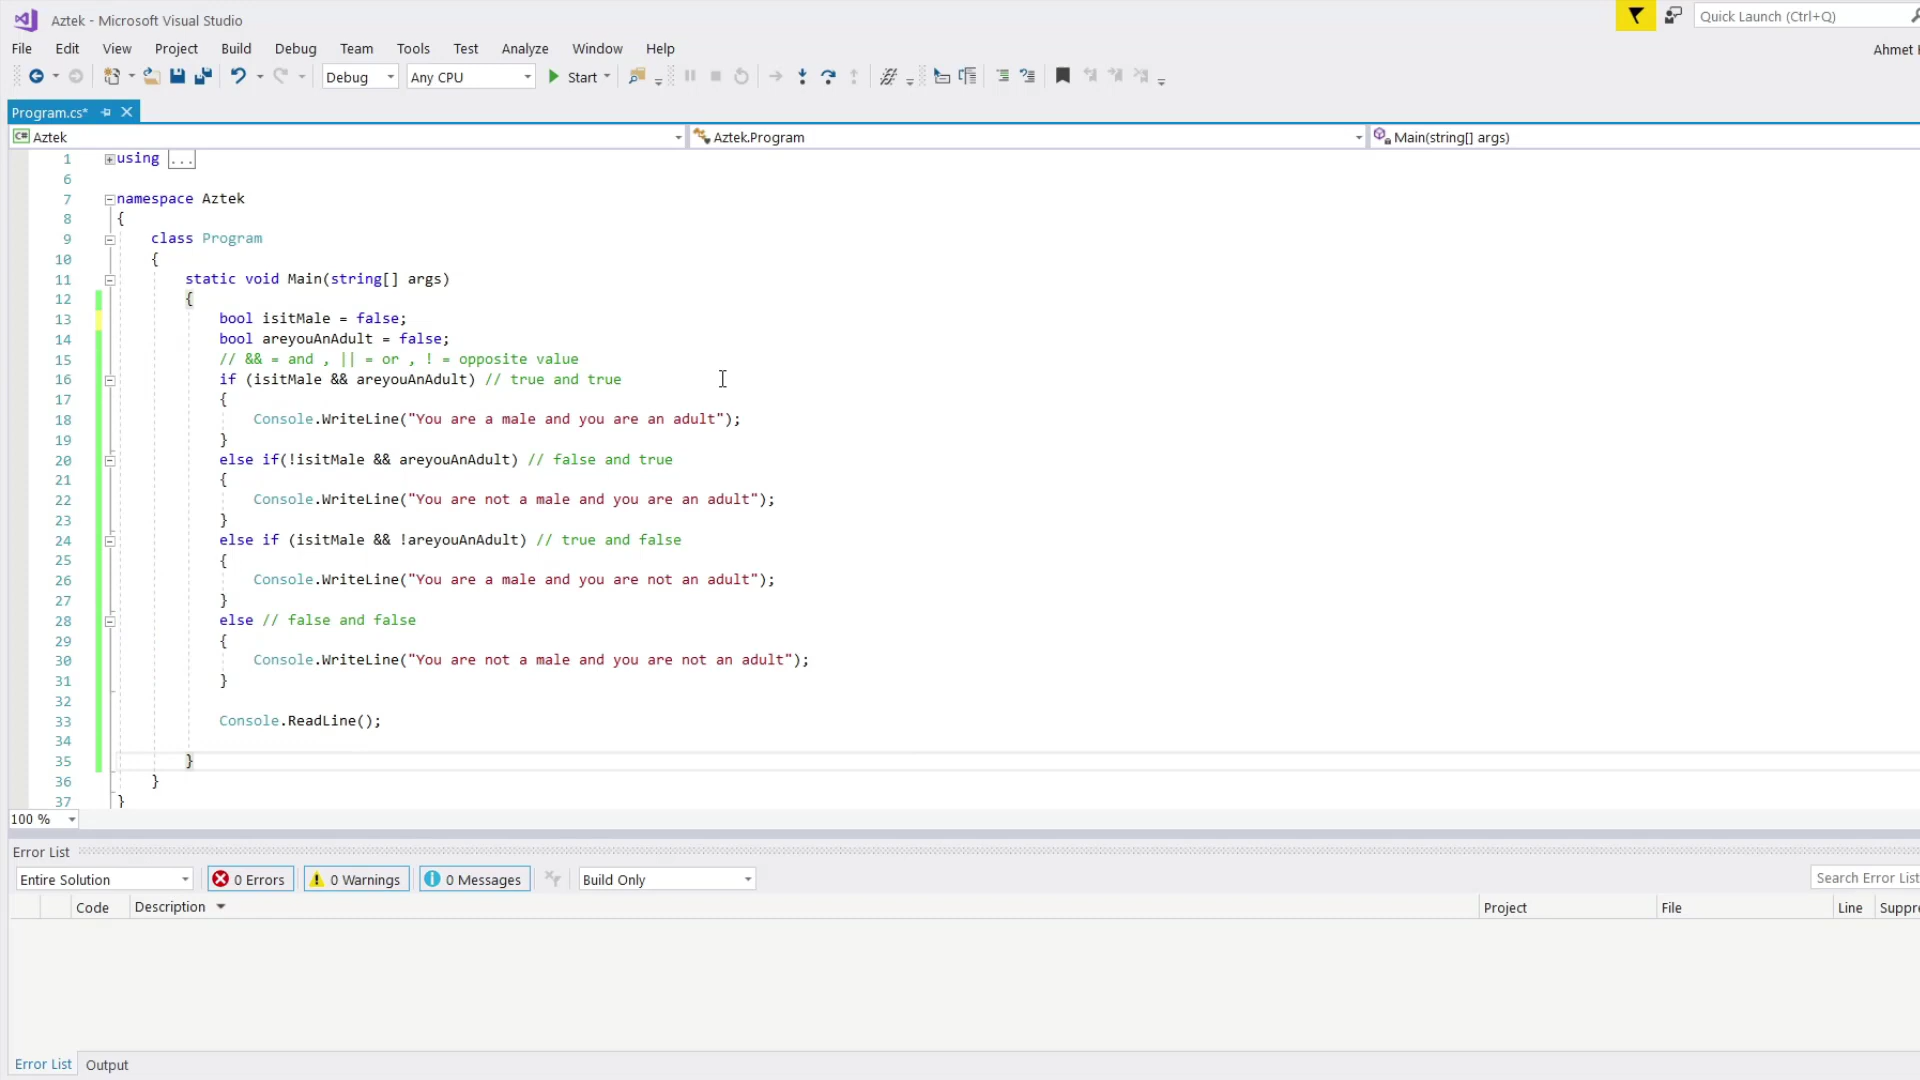 Aztek - Microsoft Visual Studio
Quick Launch (Ctrl+Q)
File Edit View Project Build Debug Team Tools Test Analyze Window Help
Ahmet
Debug Any CPU Start
Program.cs*
C# Aztek Aztek.Program Main(string[] args)
1 using ...
6
7 namespace Aztek
8 {
9 class Program
10 {
11 static void Main(string[] args)
12 {
13 bool isitMale = false;
14 bool areyouAnAdult = false;
15 // && = and , || = or , ! = opposite value
16 if (isitMale && areyouAnAdult) // true and true
17 {
18 Console.WriteLine("You are a male and you are an adult");
19 }
20 else if(!isitMale && areyouAnAdult) // false and true
21 {
22 Console.WriteLine("You are not a male and you are an adult");
23 }
24 else if (isitMale && !areyouAnAdult) // true and false
25 {
26 Console.WriteLine("You are a male and you are not an adult");
27 }
28 else // false and false
29 {
30 Console.WriteLine("You are not a male and you are not an adult");
31 }
32
33 Console.ReadLine();
34
35 }
36 }
37 }
100 %
Error List
Entire Solution 0 Errors 0 Warnings 0 Messages Build Only Search Error List
Code Description Project File Line Suppre
Error List Output